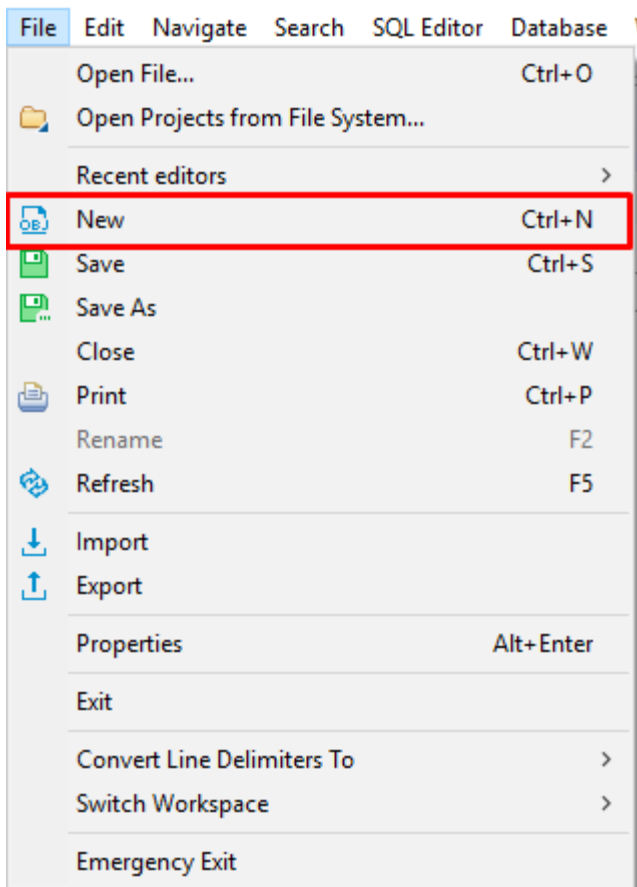 File Edit Navigate Search SQL Editor Database
Open File... Ctrl+O
Open Projects from File System...
Recent editors
New Ctrl+N
Save Ctrl+S
Save As
Close Ctrl+W
Print Ctrl+P
Rename F2
Refresh F5
Import
Export
Properties Alt+Enter
Exit
Convert Line Delimiters To
Switch Workspace
Emergency Exit